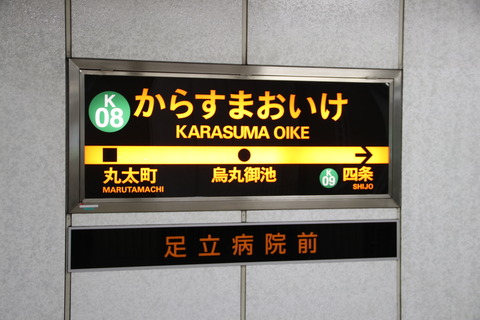 K
08
からすまおいけ
KARASUMA OIKE
丸太町 烏丸御池 K 09 四条
MARUTAMACHI SHIJO
足立病院前